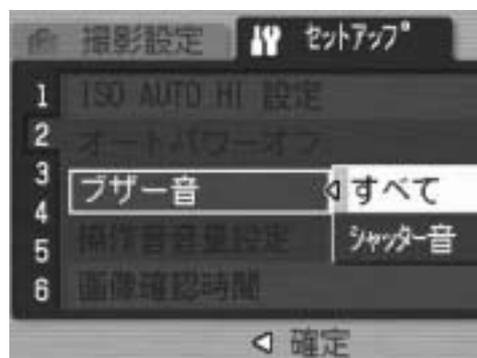 撮影設定 セットアップ
1 ISO AUTO HI 設定
2 オートパワーオフ
3 ブザー音 すべて
4 操作音音量設定 シャッター音
5 画像確認時間
6
確定